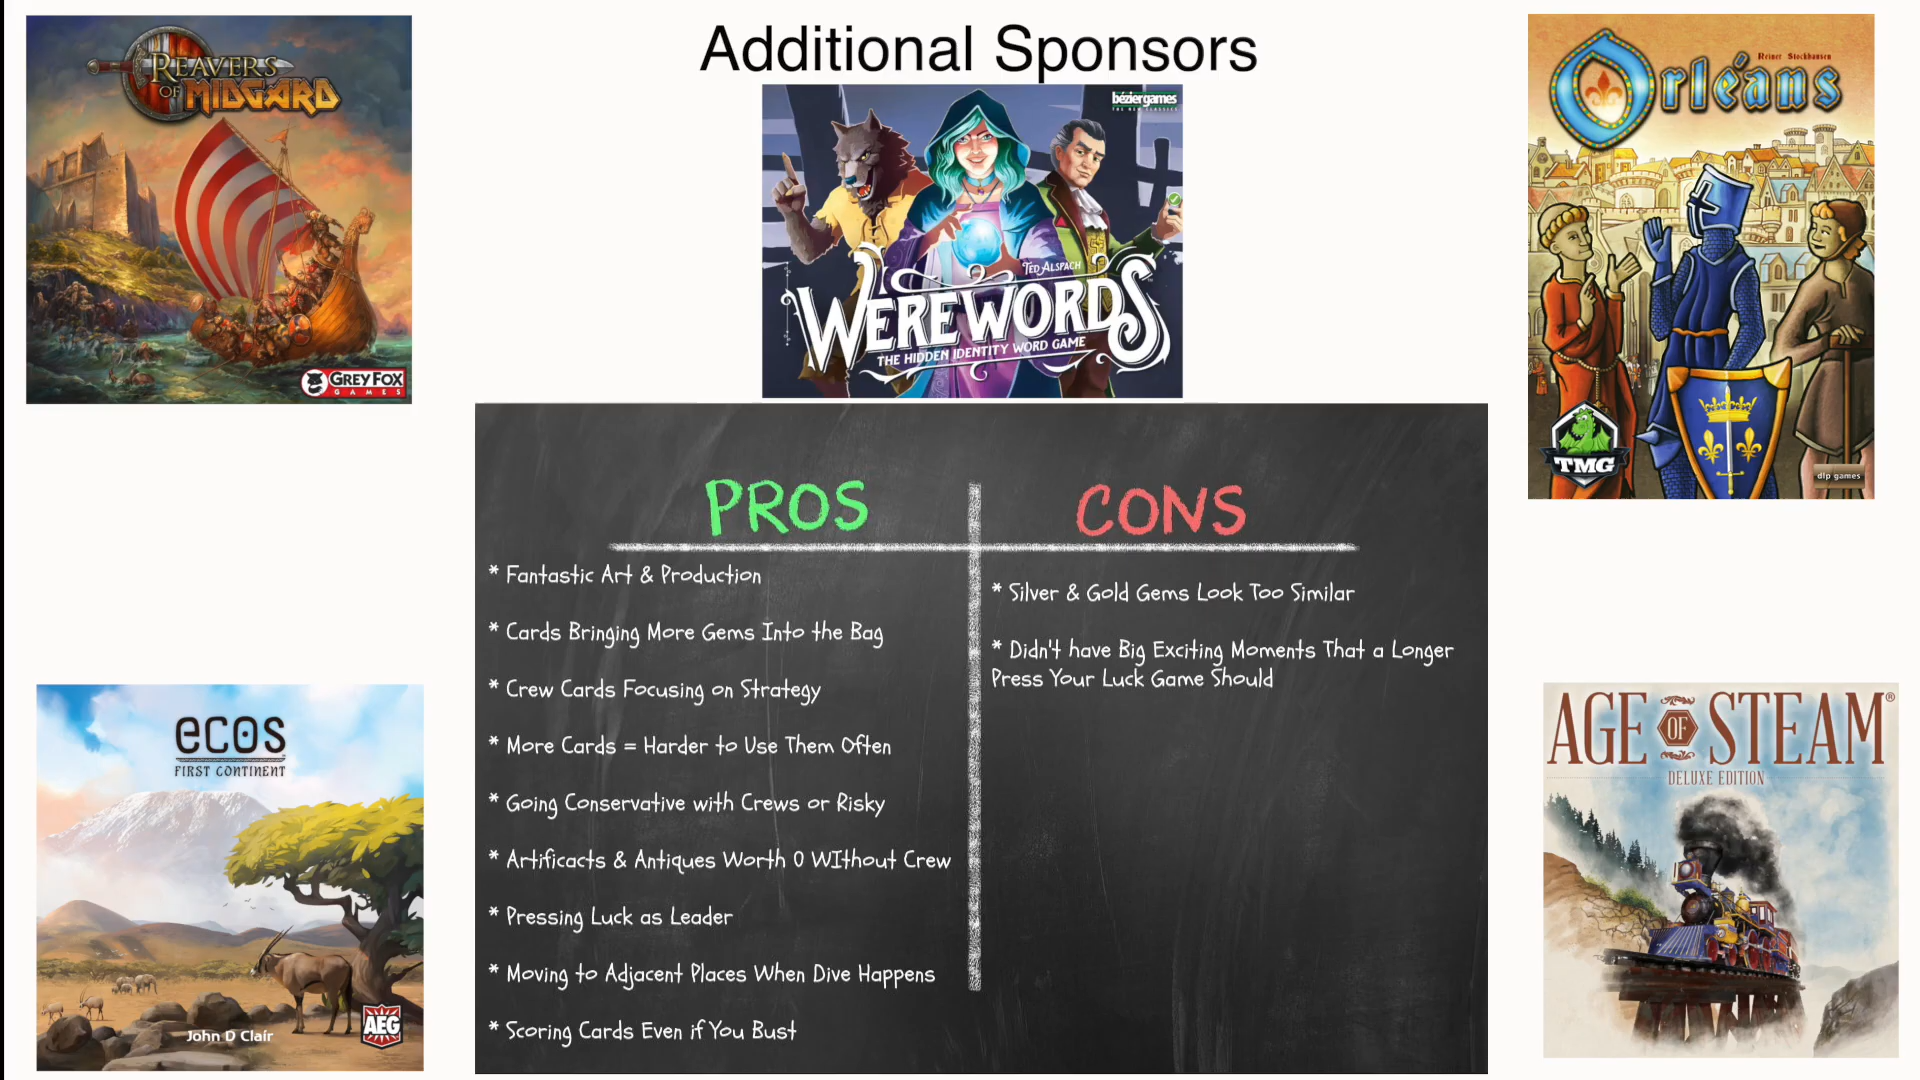 Additional Sponsors
REAVERS
OF MIDGARD
GREY FOX
GAMES
béziergames
TED ALSPACH
WEREWORDS
THE HIDDEN IDENTITY WORD GAME
Reiner Stockhausen
Orléans
TMG
dlp games
PROS
CONS
* Fantastic Art & Production
* Cards Bringing More Gems Into the Bag
* Crew Cards Focusing on Strategy
* More Cards = Harder to Use Them Often
* Going Conservative with Crews or Risky
* Artificacts & Antiques Worth 0 WIthout Crew
* Pressing Luck as Leader
* Moving to Adjacent Places When Dive Happens
* Scoring Cards Even if You Bust
* Silver & Gold Gems Look Too Similar
* Didn't have Big Exciting Moments That a Longer
Press Your Luck Game Should
ecos
FIRST CONTINENT
John D Clair
AEG
AGE OF STEAM®
DELUXE EDITION